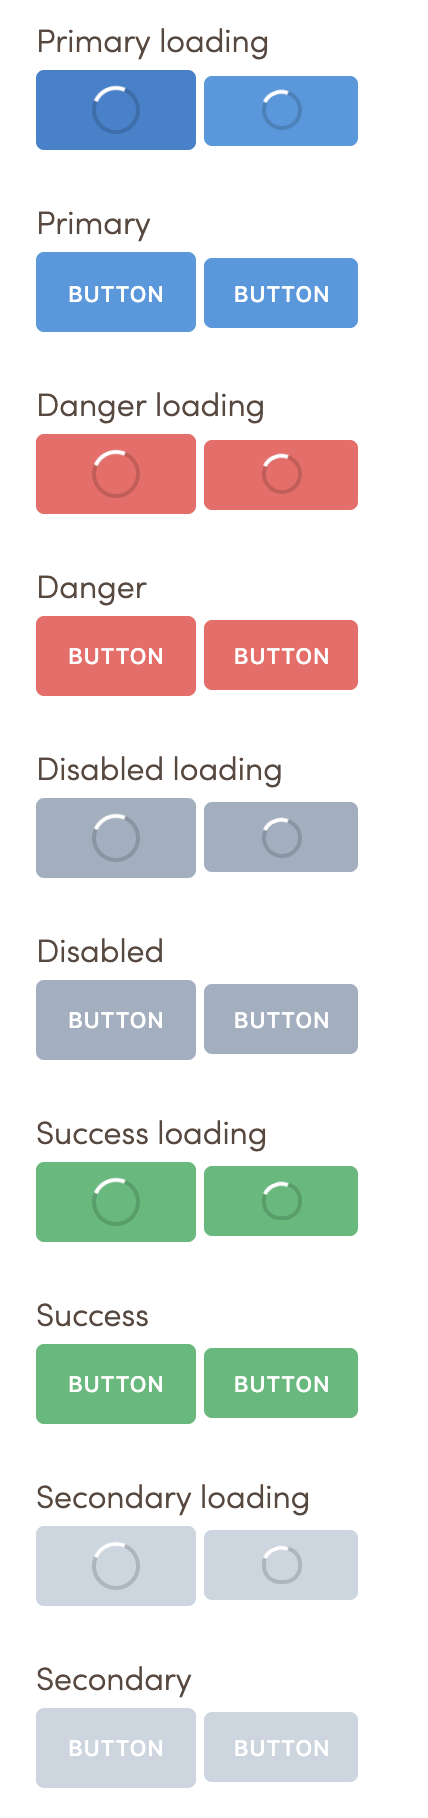 Primary loading
Primary
BUTTON BUTTON
Danger loading
Danger
BUTTON BUTTON
Disabled loading
Disabled
BUTTON BUTTON
Success loading
Success
BUTTON BUTTON
Secondary loading
Secondary
BUTTON BUTTON